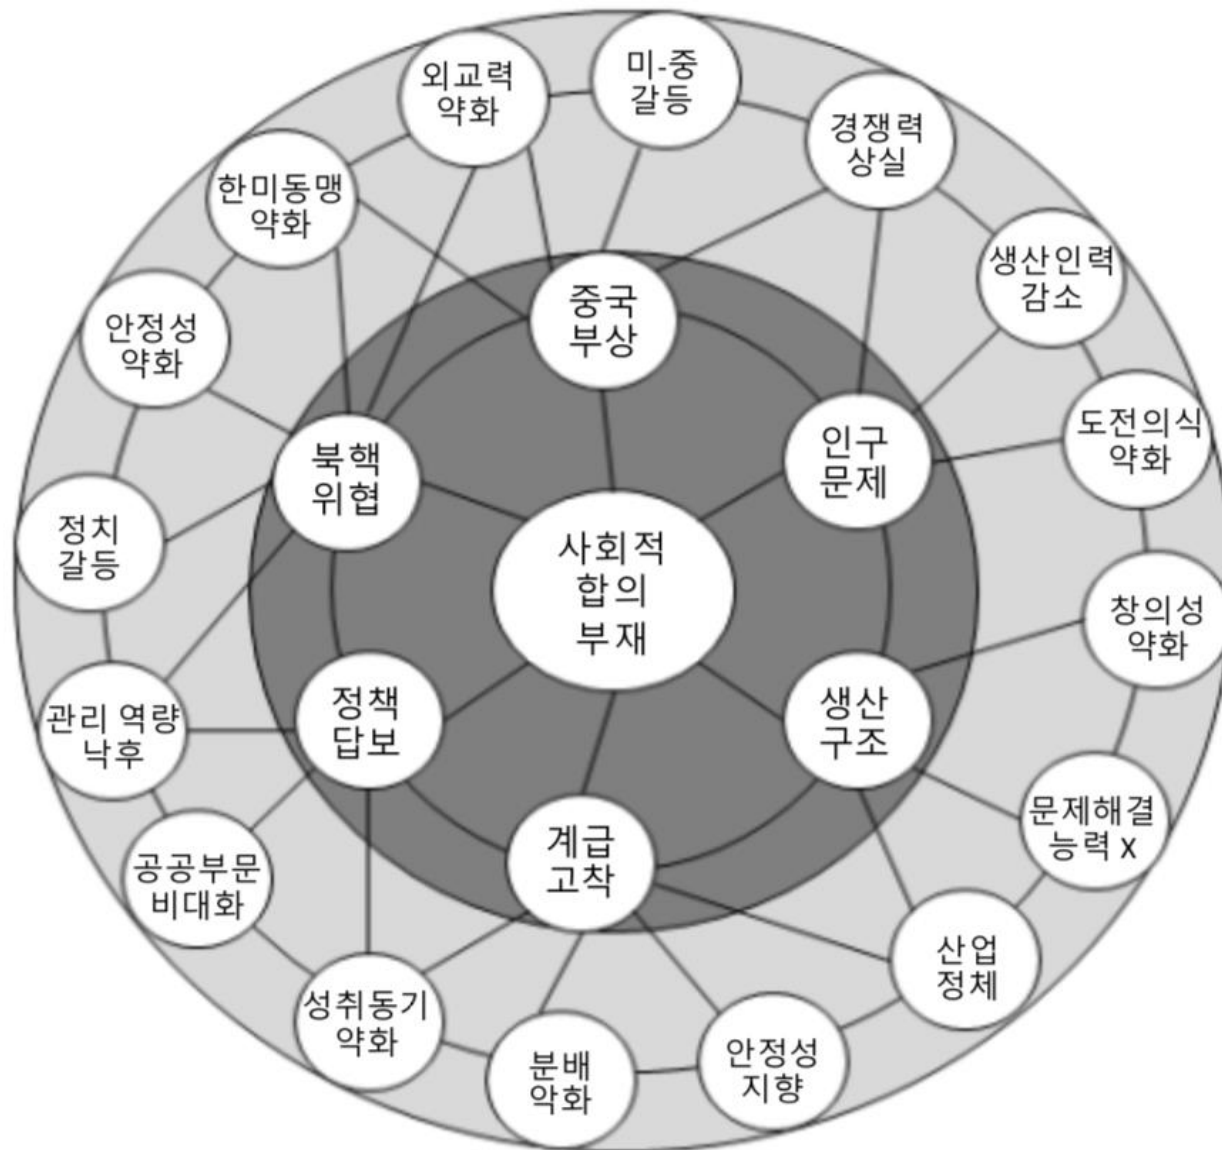 미-중
갈등
경쟁력
상실
생산인력
감소
도전의식
약화
창의성
약화
문제해결
능력 X
산업
정체
안정성
지향
분배
악화
성취동기
약화
공공부문
비대화
관리 역량
낙후
정치
갈등
안정성
약화
한미동맹
약화
외교력
약화
중국
부상
인구
문제
생산
구조
계급
고착
정책
답보
북핵
위협
사회적
합의
부재